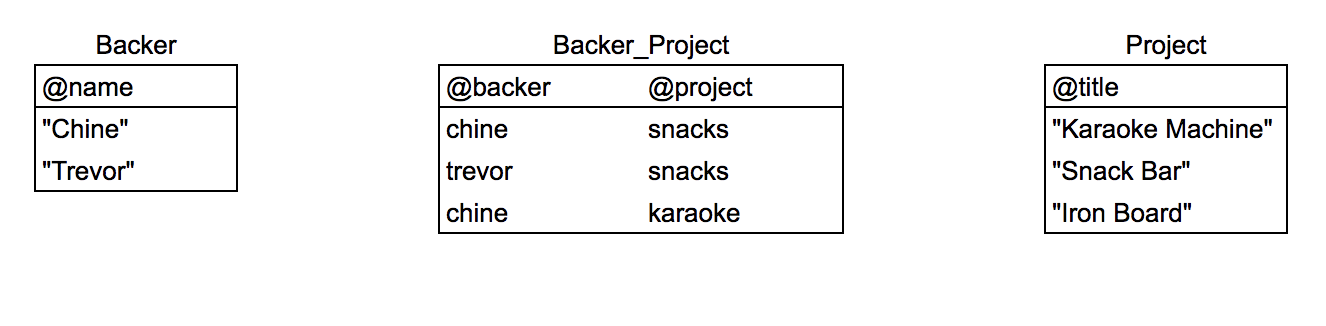 Backer
@name
"Chine"
"Trevor"
Backer_Project
@backer @project
chine snacks
trevor snacks
chine karaoke
Project
@title
"Karaoke Machine"
"Snack Bar"
"Iron Board"